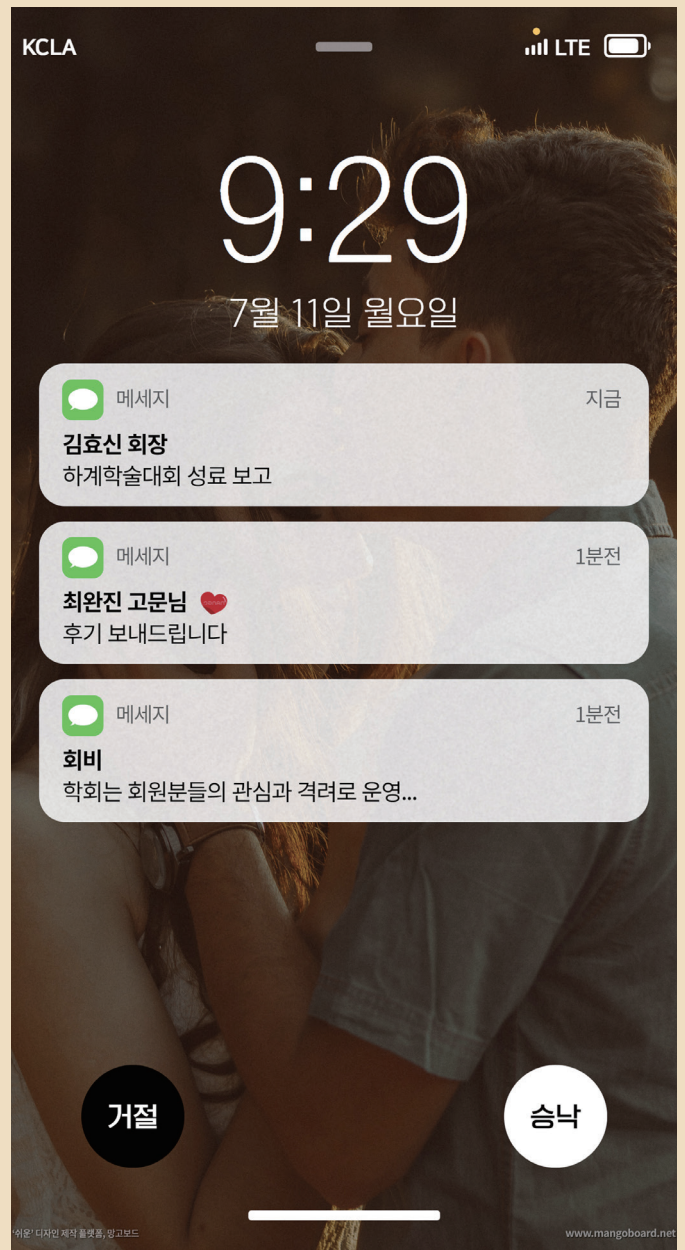 KCLA
LTE
9:29
7월 11일 월요일
메세지 지금
김효신 회장
하계학술대회 성료 보고
메세지 1분전
최완진 고문님
후기 보내드립니다
메세지 1분전
회비
학회는 회원분들의 관심과 격려로 운영...
거절 승낙
'쉬운' 디자인 제작 플랫폼, 망고보드 www.mangoboard.net